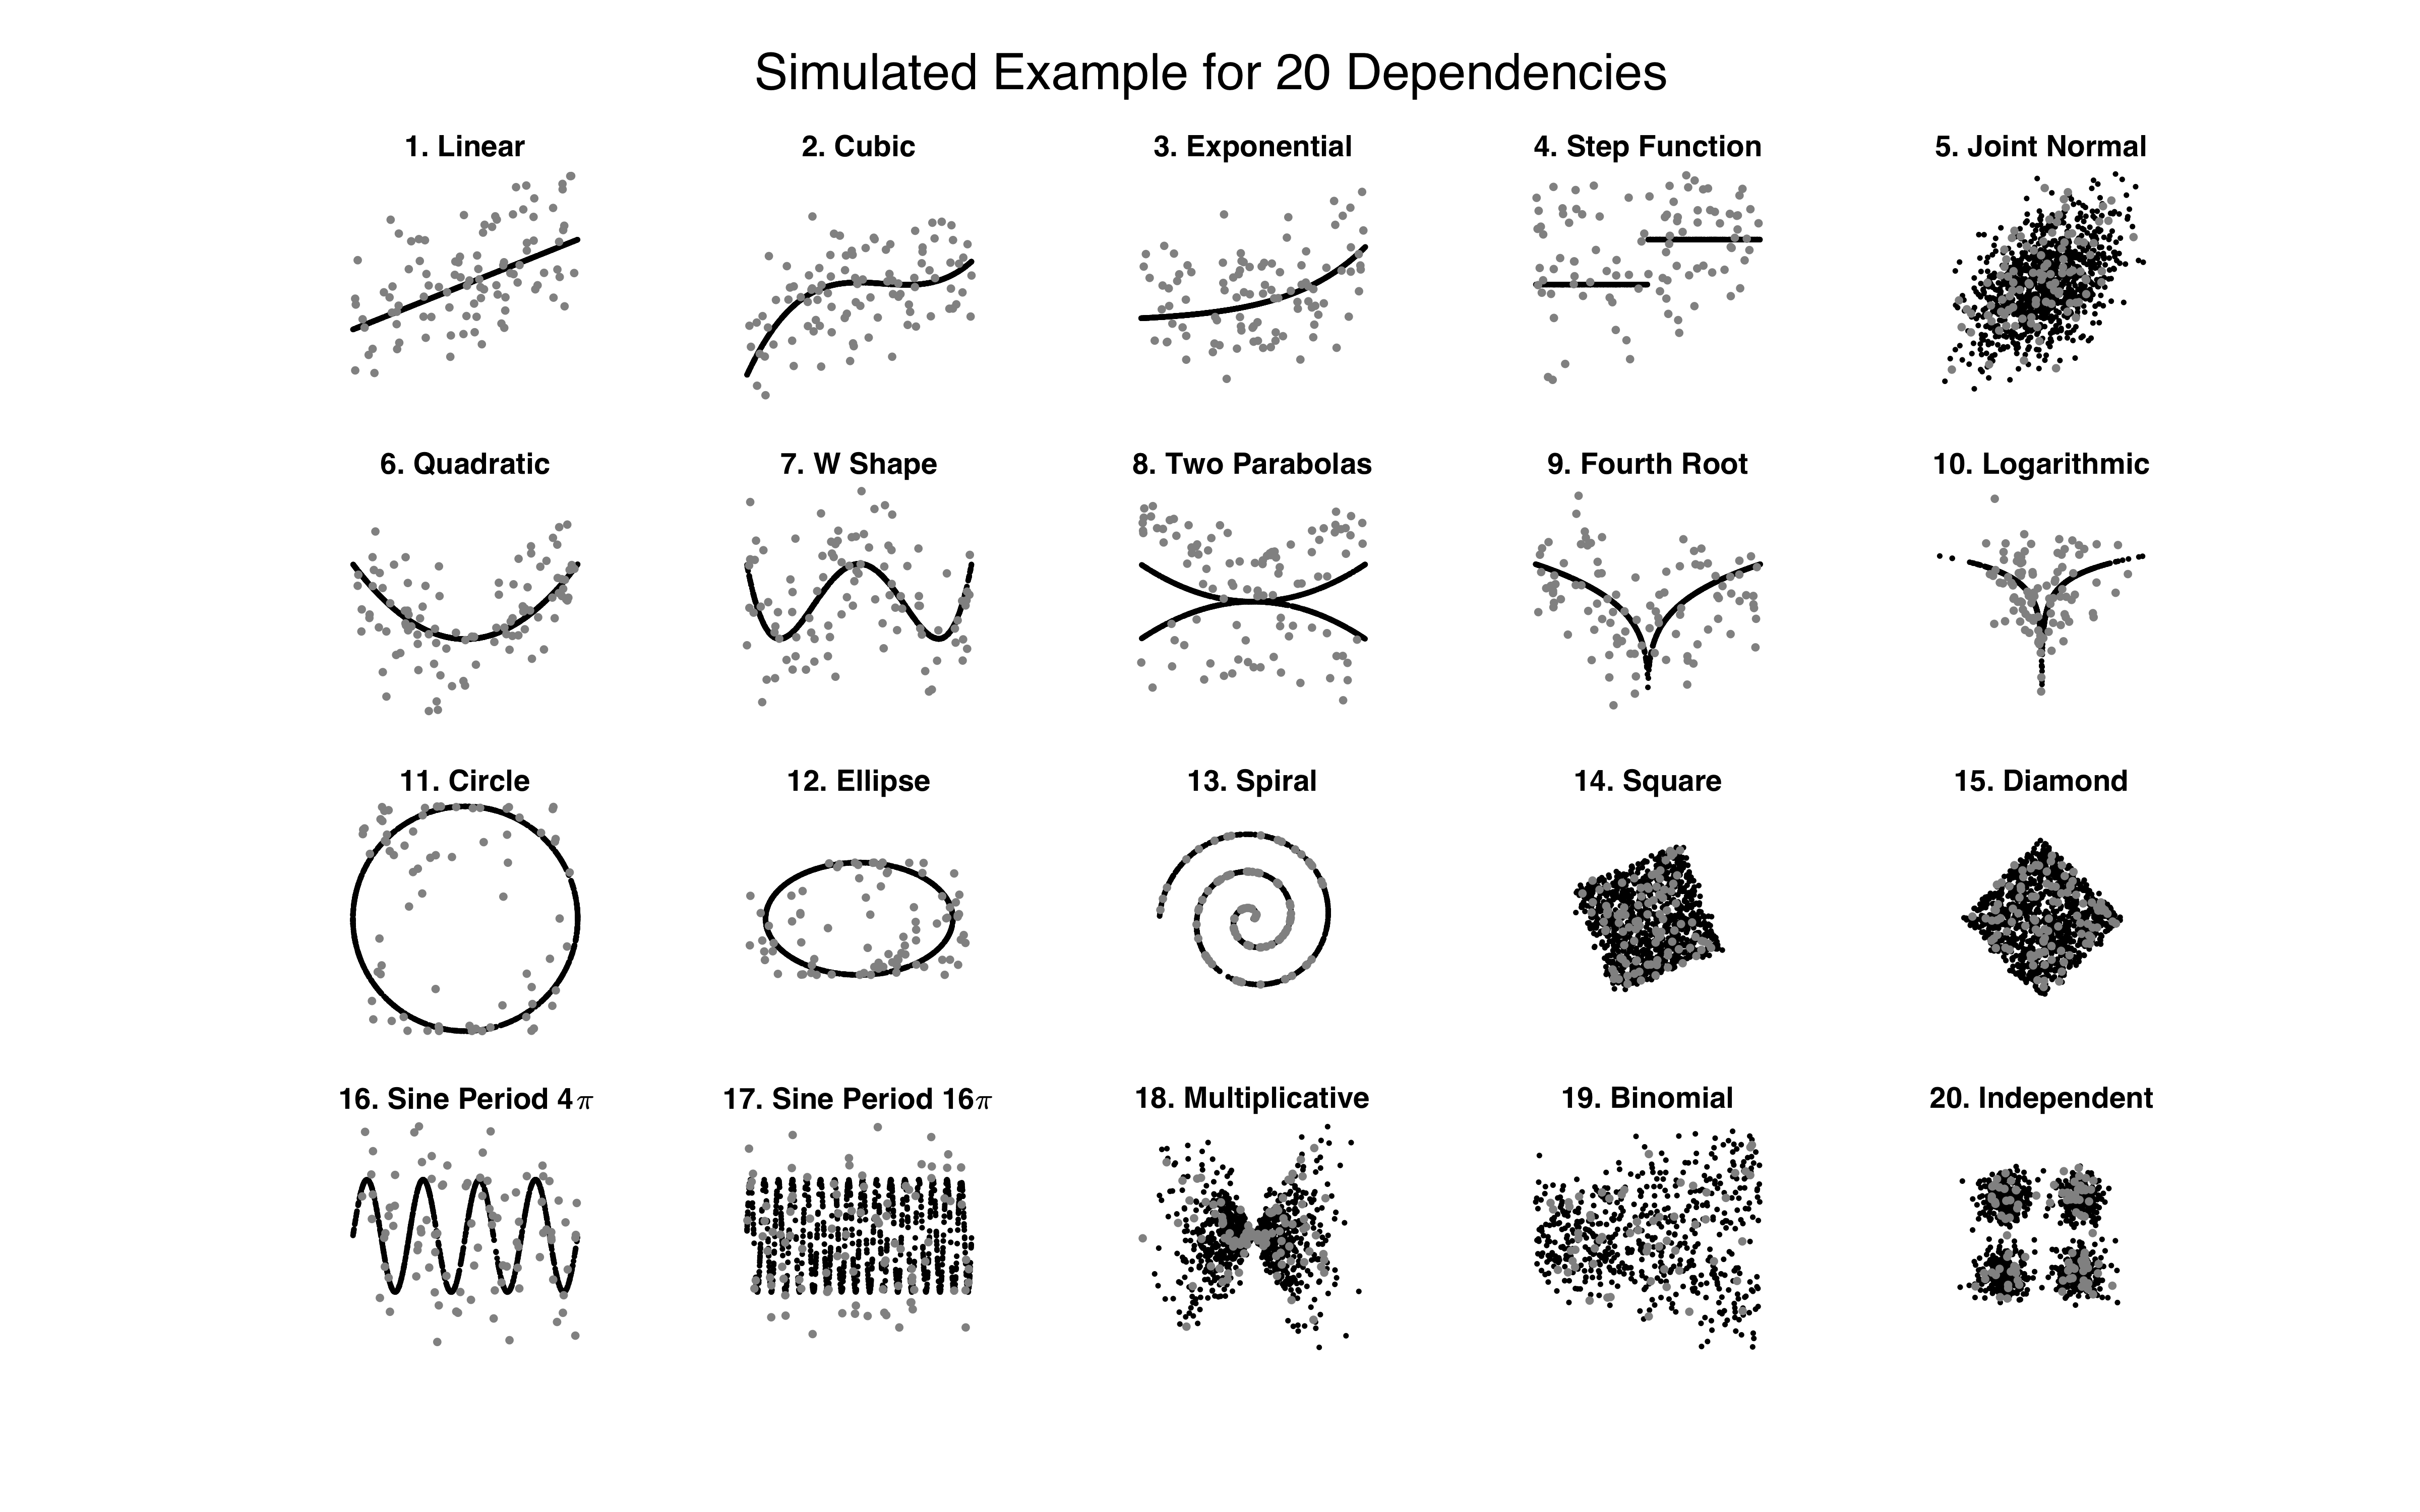 Simulated Example for 20 Dependencies
1. Linear
2. Cubic
3. Exponential
4. Step Function
5. Joint Normal
6. Quadratic
7. W Shape
8. Two Parabolas
9. Fourth Root
10. Logarithmic
11. Circle
12. Ellipse
13. Spiral
14. Square
15. Diamond
16. Sine Period 4π
17. Sine Period 16π
18. Multiplicative
19. Binomial
20. Independent